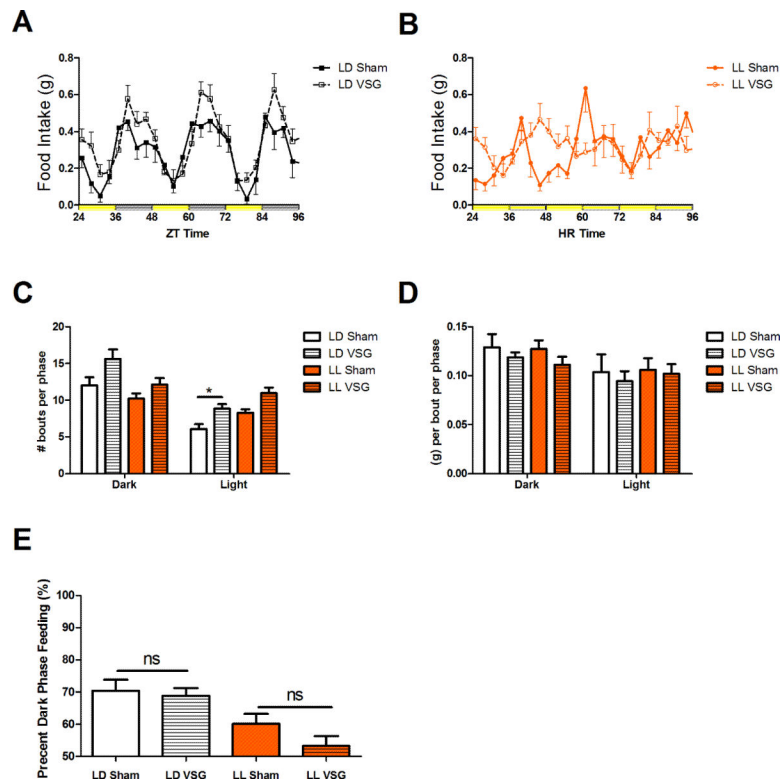 A
B
LD Sham
LD VSG
LL Sham
LL VSG
Food Intake (g)
0.8
0.6
0.4
0.2
0.0
24 36 48 60 72 84 96
ZT Time
Food Intake (g)
0.8
0.6
0.4
0.2
0.0
24 36 48 60 72 84 96
HR Time
C
D
# bouts per phase
20
15
10
5
0
*
Dark Light
LD Sham
LD VSG
LL Sham
LL VSG
(g) per bout per phase
0.15
0.10
0.05
0.00
Dark Light
LD Sham
LD VSG
LL Sham
LL VSG
E
Precent Dark Phase Feeding (%)
100
90
80
70
60
50
ns
ns
LD Sham LD VSG LL Sham LL VSG